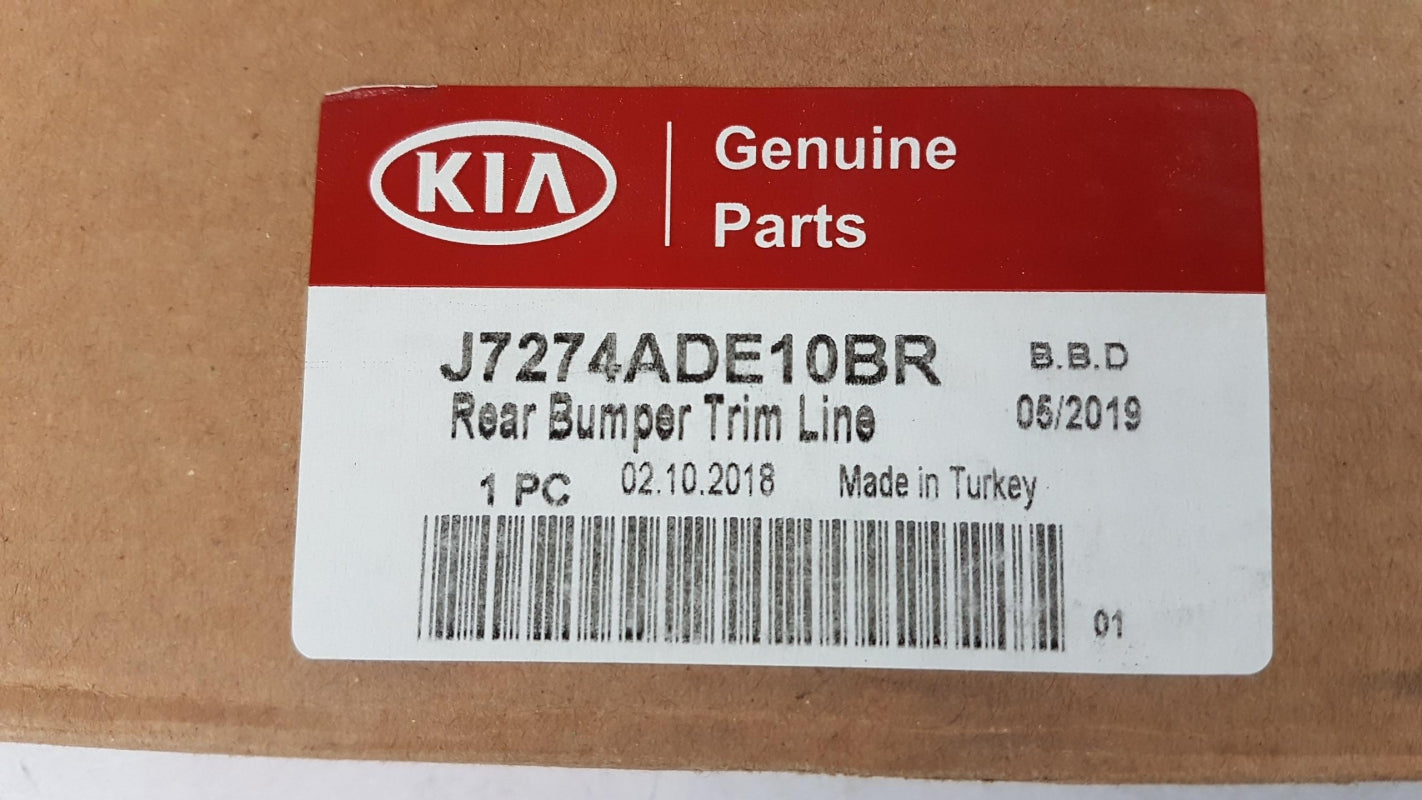 KIA
Genuine
Parts
J7274ADE10BR
B.B.D
Rear Bumper Trim Line
05/2019
1 PC 02.10.2018 Made in Turkey
01